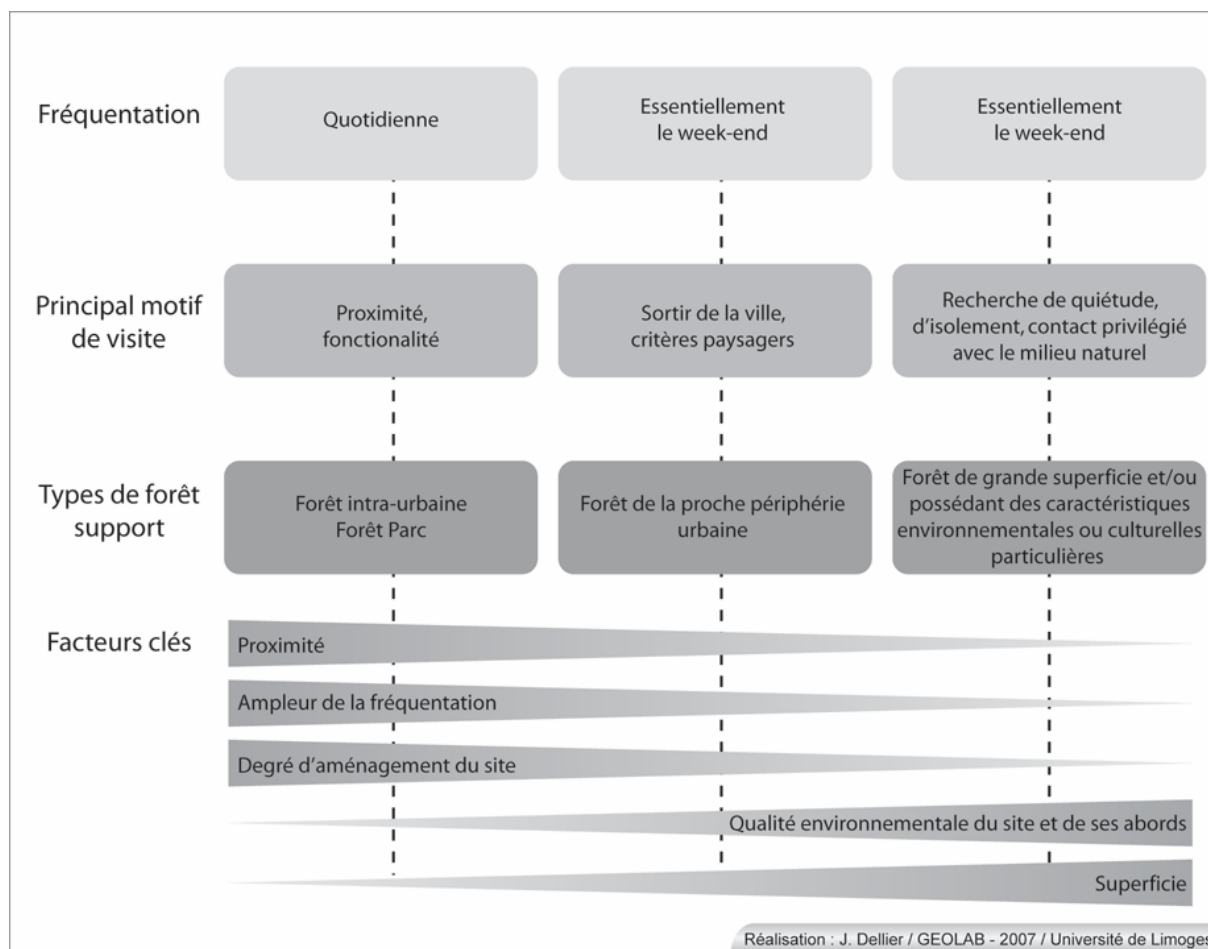 Fréquentation
Quotidienne
Essentiellement
le week-end
Essentiellement
le week-end
Principal motif
de visite
Proximité,
fonctionalité
Sortir de la ville,
critères paysagers
Recherche de quiétude,
d'isolement, contact privilégié
avec le milieu naturel
Types de forêt
support
Forêt intra-urbaine
Forêt Parc
Forêt de la proche périphérie
urbaine
Forêt de grande superficie et/ou
possédant des caractéristiques
environnementales ou culturelles
particulières
Facteurs clés
Proximité
Ampleur de la fréquentation
Degré d'aménagement du site
Qualité environnementale du site et de ses abords
Superficie
Réalisation : J. Dellier / GEOLAB - 2007 / Université de Limoges